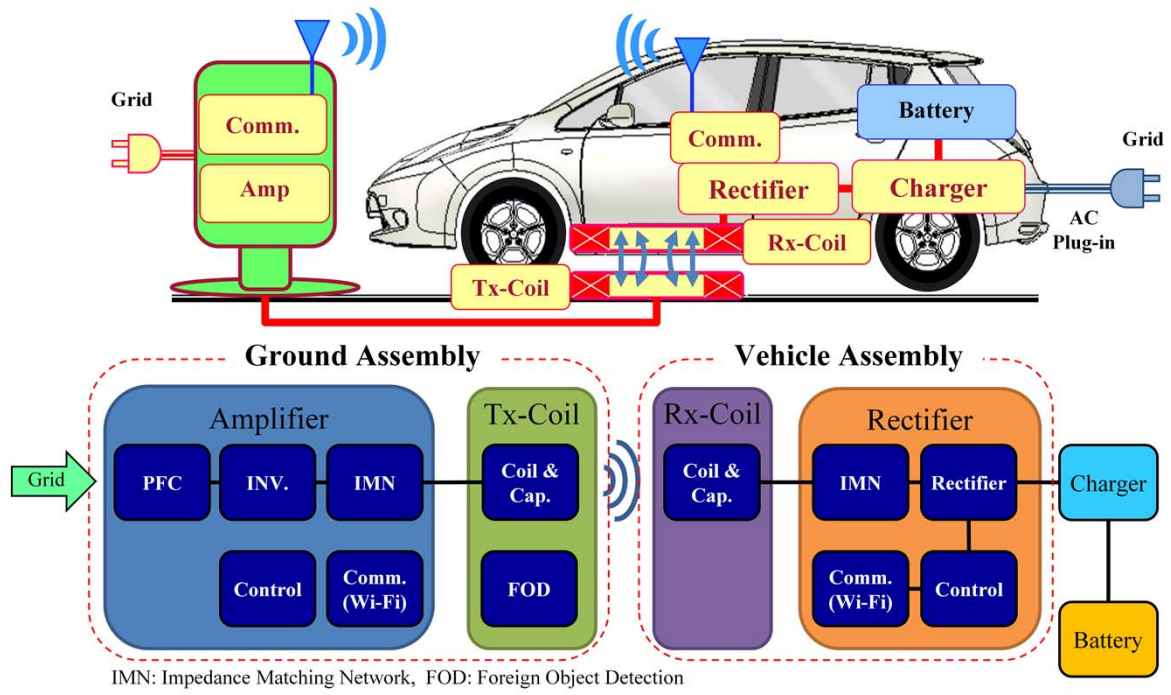 Grid
Comm.
Amp
Comm.
Battery
Grid
Rectifier
Charger
AC
Plug-in
Rx-Coil
Tx-Coil
Ground Assembly
Vehicle Assembly
Amplifier
Tx-Coil
Rx-Coil
Rectifier
Grid
PFC
INV.
IMN
Coil &
Cap.
Coil &
Cap.
IMN
Rectifier
Charger
Control
Comm.
(Wi-Fi)
FOD
Comm.
(Wi-Fi)
Control
Battery
IMN: Impedance Matching Network, FOD: Foreign Object Detection